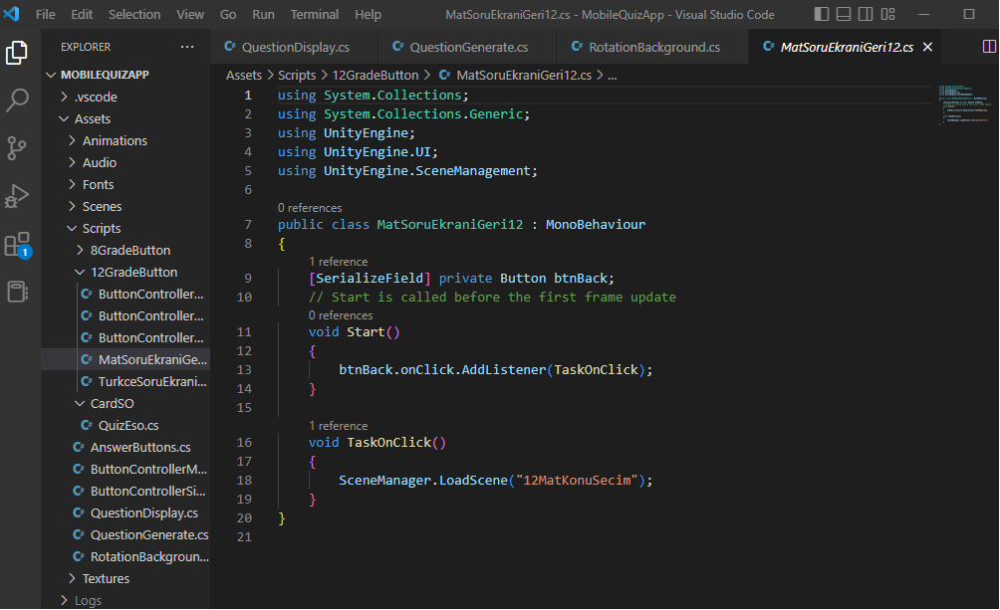 File Edit Selection View Go Run Terminal Help MatSoruEkraniGeri12.cs - MobileQuizApp - Visual Studio Code
EXPLORER ...
QuestionDisplay.cs QuestionGenerate.cs RotationBackground.cs MatSoruEkraniGeri12.cs
MOBILEQUIZAPP
.vscode
Assets
Animations
Audio
Fonts
Scenes
Scripts
8GradeButton
12GradeButton
ButtonController...
ButtonController...
ButtonController...
MatSoruEkraniGe...
TurkceSoruEkrani...
CardSO
QuizEso.cs
AnswerButtons.cs
ButtonControllerM...
ButtonControllerSi...
QuestionDisplay.cs
QuestionGenerate.cs
RotationBackgroun...
Textures
Logs
1
Assets > Scripts > 12GradeButton > MatSoruEkraniGeri12.cs > ...
1 using System.Collections;
2 using System.Collections.Generic;
3 using UnityEngine;
4 using UnityEngine.UI;
5 using UnityEngine.SceneManagement;
6
0 references
7 public class MatSoruEkraniGeri12 : MonoBehaviour
8 {
1 reference
9 [SerializeField] private Button btnBack;
10 // Start is called before the first frame update
0 references
11 void Start()
12 {
13 btnBack.onClick.AddListener(TaskOnClick);
14 }
15
1 reference
16 void TaskOnClick()
17 {
18 SceneManager.LoadScene("12MatKonuSecim");
19 }
20 }
21